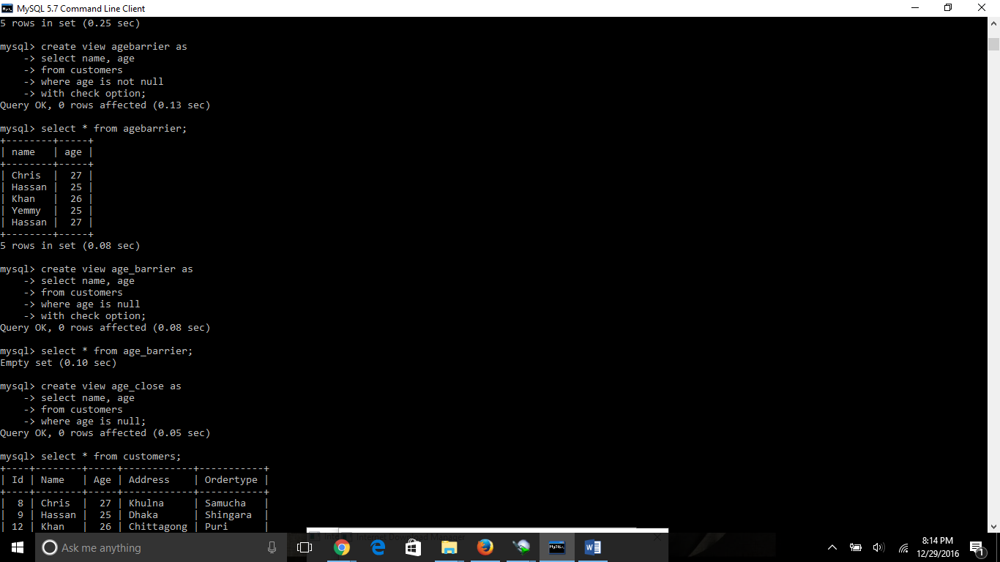 MySQL 5.7 Command Line Client
5 rows in set (0.25 sec)
mysql> create view agebarrier as
    -> select name, age
    -> from customers
    -> where age is not null
    -> with check option;
Query OK, 0 rows affected (0.13 sec)
mysql> select * from agebarrier;
+--------+-----+
| name   | age |
+--------+-----+
| Chris  |  27 |
| Hassan |  25 |
| Khan   |  26 |
| Yemmy  |  25 |
| Hassan |  27 |
+--------+-----+
5 rows in set (0.08 sec)
mysql> create view age_barrier as
    -> select name, age
    -> from customers
    -> where age is null
    -> with check option;
Query OK, 0 rows affected (0.08 sec)
mysql> select * from age_barrier;
Empty set (0.10 sec)
mysql> create view age_close as
    -> select name, age
    -> from customers
    -> where age is null;
Query OK, 0 rows affected (0.05 sec)
mysql> select * from customers;
+----+--------+-----+------------+-----------+
| Id | Name   | Age | Address    | Ordertype |
+----+--------+-----+------------+-----------+
|  8 | Chris  |  27 | Khulna     | Samucha   |
|  9 | Hassan |  25 | Dhaka      | Shingara  |
| 12 | Khan   |  26 | Chittagong | Puri      |
Internet Download Manager
Ask me anything
8:14 PM
12/29/2016
1